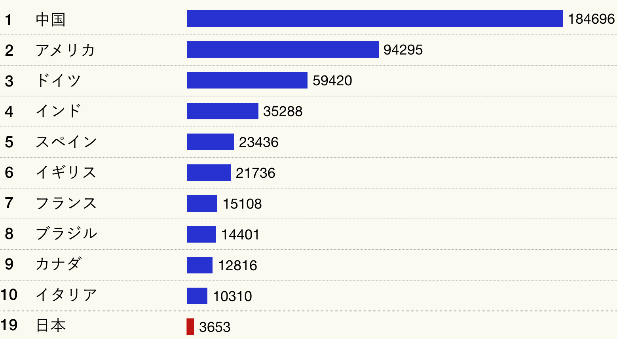 1 中国 184696
2 アメリカ 94295
3 ドイツ 59420
4 インド 35288
5 スペイン 23436
6 イギリス 21736
7 フランス 15108
8 ブラジル 14401
9 カナダ 12816
10 イタリア 10310
19 日本 3653